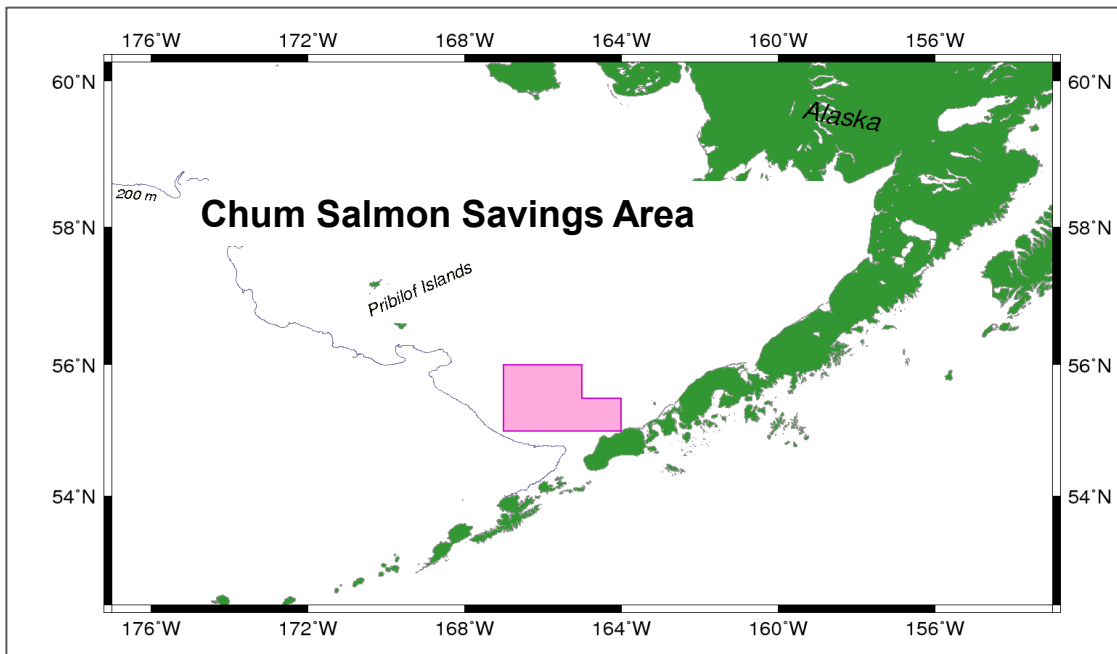 176˚W 172˚W 168˚W 164˚W 160˚W 156˚W
60˚N 60˚N
Alaska
200 m
Chum Salmon Savings Area
58˚N 58˚N
Pribilof Islands
56˚N 56˚N
54˚N 54˚N
176˚W 172˚W 168˚W 164˚W 160˚W 156˚W